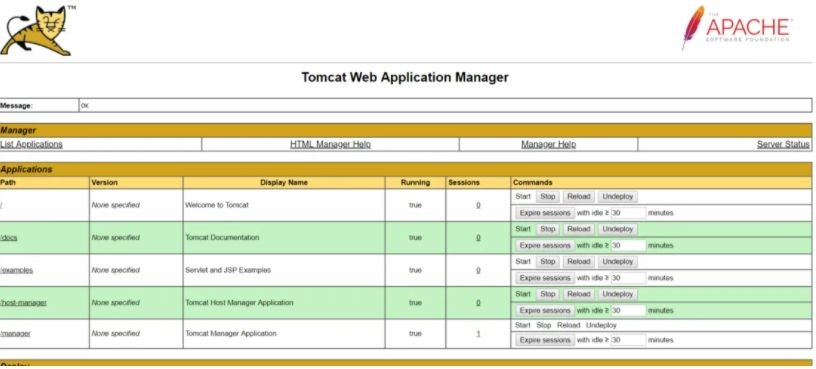 TM
THE
APACHE
SOFTWARE FOUNDATION
Tomcat Web Application Manager
Message: OK
Manager
List Applications HTML Manager Help Manager Help Server Status
Applications
Path Version Display Name Running Sessions Commands
/ None specified Welcome to Tomcat true 0 Start Stop Reload Undeploy
Expire sessions with idle ≥ 30 minutes
/docs None specified Tomcat Documentation true 0 Start Stop Reload Undeploy
Expire sessions with idle ≥ 30 minutes
/examples None specified Servlet and JSP Examples true 0 Start Stop Reload Undeploy
Expire sessions with idle ≥ 30 minutes
/host-manager None specified Tomcat Host Manager Application true 0 Start Stop Reload Undeploy
Expire sessions with idle ≥ 30 minutes
/manager None specified Tomcat Manager Application true 1 Start Stop Reload Undeploy
Expire sessions with idle ≥ 30 minutes
Deploy